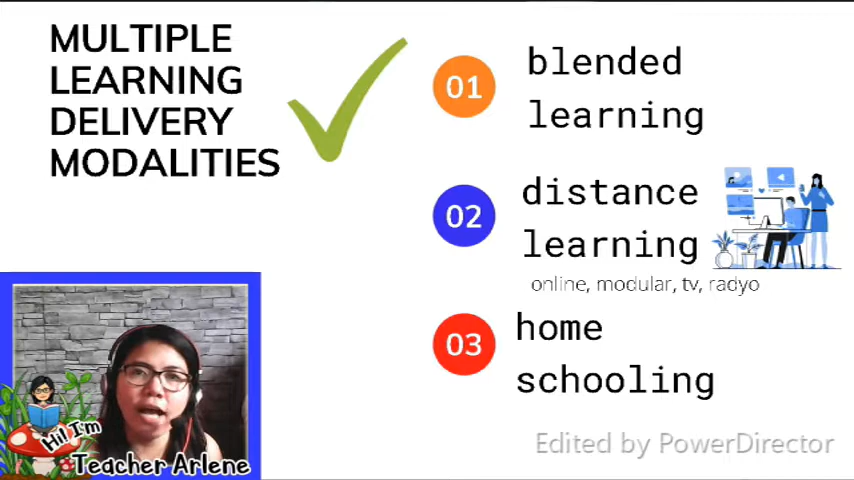 MULTIPLE
LEARNING
DELIVERY
MODALITIES
01
blended
learning
02
distance
learning
online, modular, tv, radyo
03
home
schooling
Hi! I'm
Teacher Arlene
Edited by PowerDirector